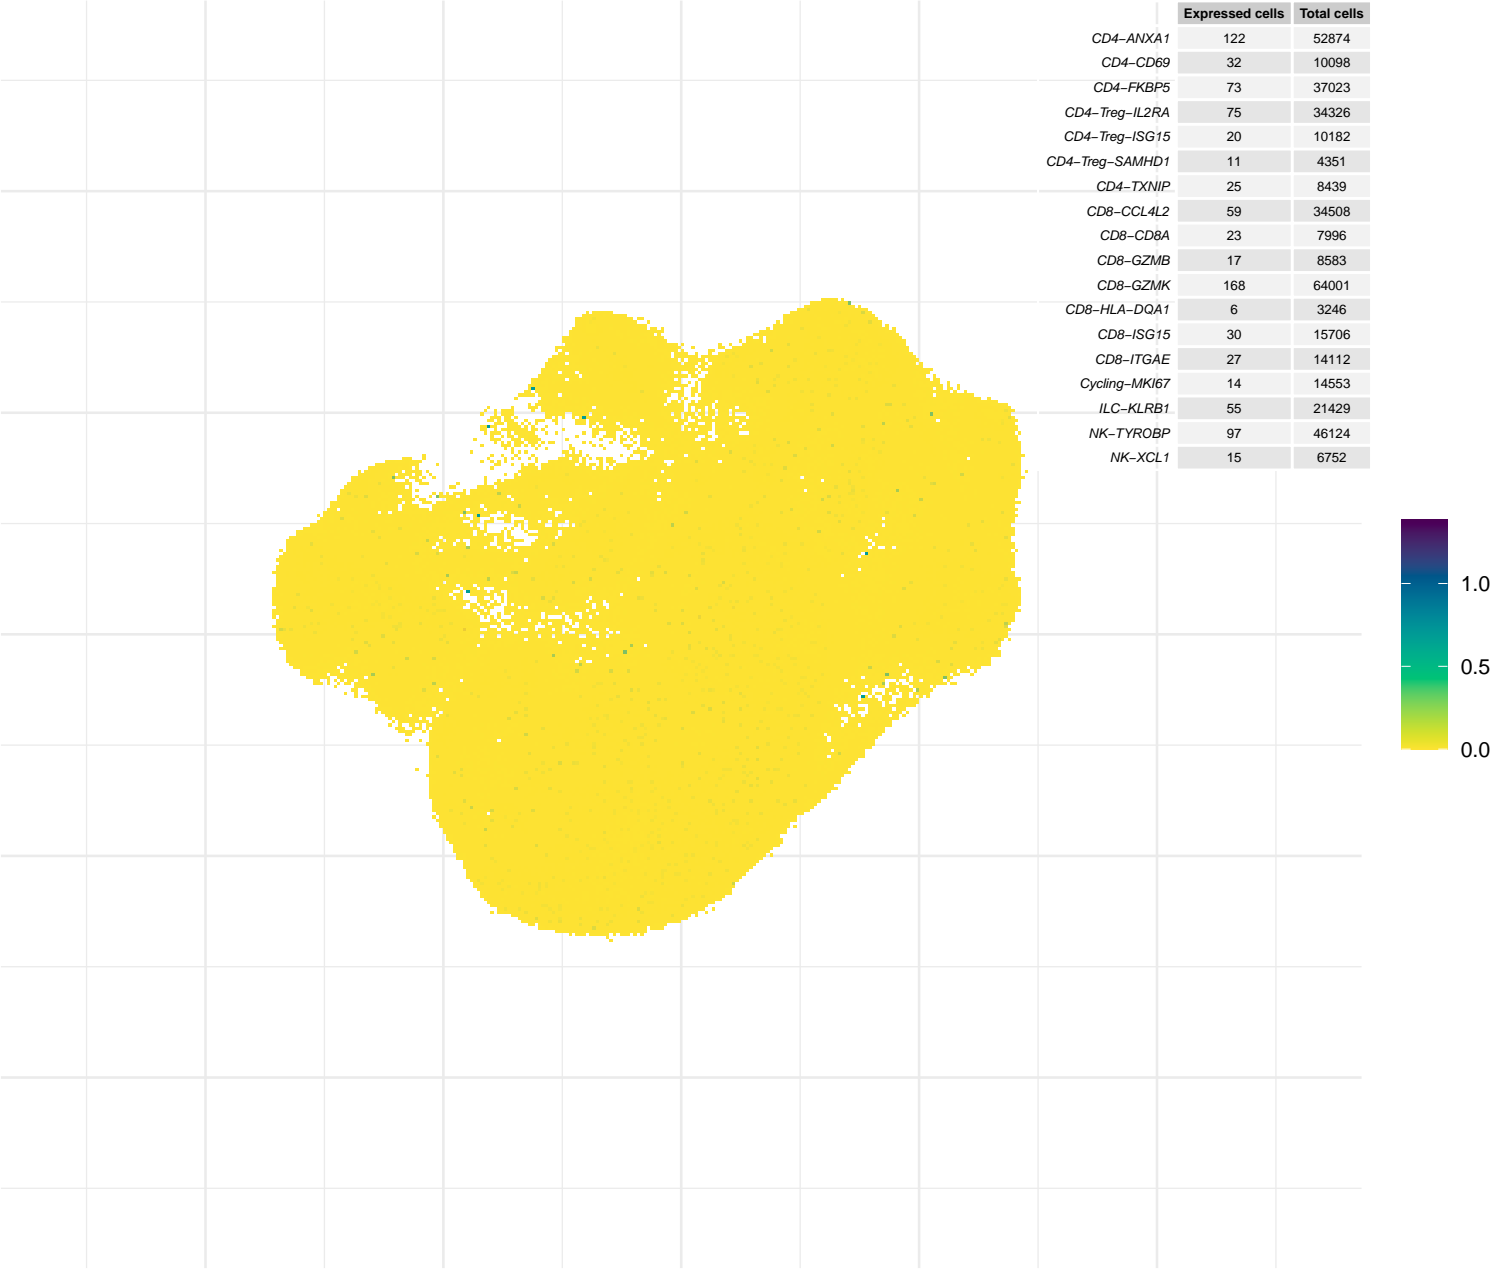 Expressed cells Total cells
CD4−ANXA1 122 52874
CD4−CD69 32 10098
CD4−FKBP5 73 37023
CD4−Treg−IL2RA 75 34326
CD4−Treg−ISG15 20 10182
CD4−Treg−SAMHD1 11 4351
CD4−TXNIP 25 8439
CD8−CCL4L2 59 34508
CD8−CD8A 23 7996
CD8−GZMB 17 8583
CD8−GZMK 168 64001
CD8−HLA−DQA1 6 3246
CD8−ISG15 30 15706
CD8−ITGAE 27 14112
Cycling−MKI67 14 14553
ILC−KLRB1 55 21429
NK−TYROBP 97 46124
NK−XCL1 15 6752
1.0
0.5
0.0